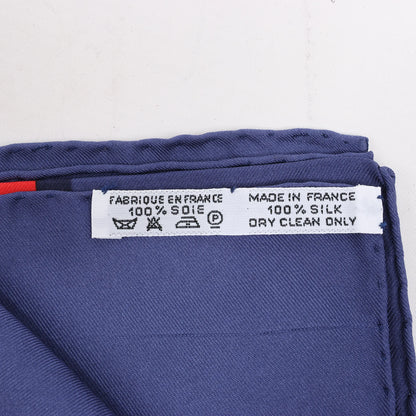 FABRIQUE EN FRANCE
100% SOIE
P
MADE IN FRANCE
100% SILK
DRY CLEAN ONLY